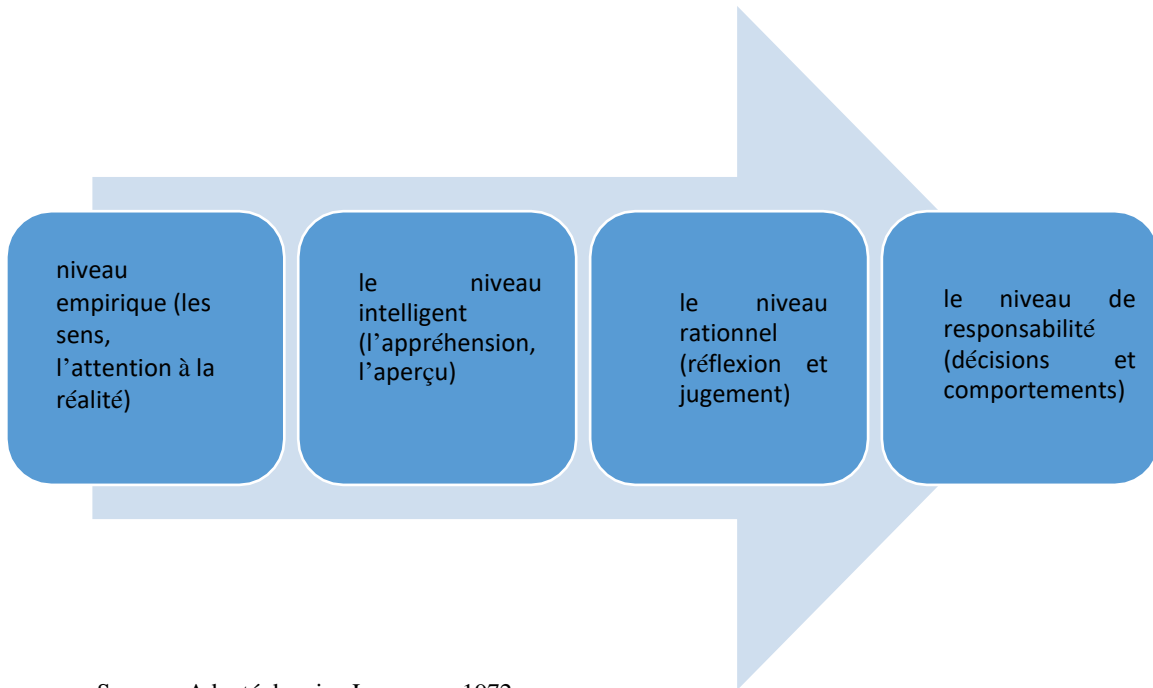 niveau
empirique (les
sens,
l’attention à la
réalité)
le niveau
intelligent
(l’appréhension,
l’aperçu)
le niveau
rationnel
(réflexion et
jugement)
le niveau de
responsabilité
(décisions et
comportements)